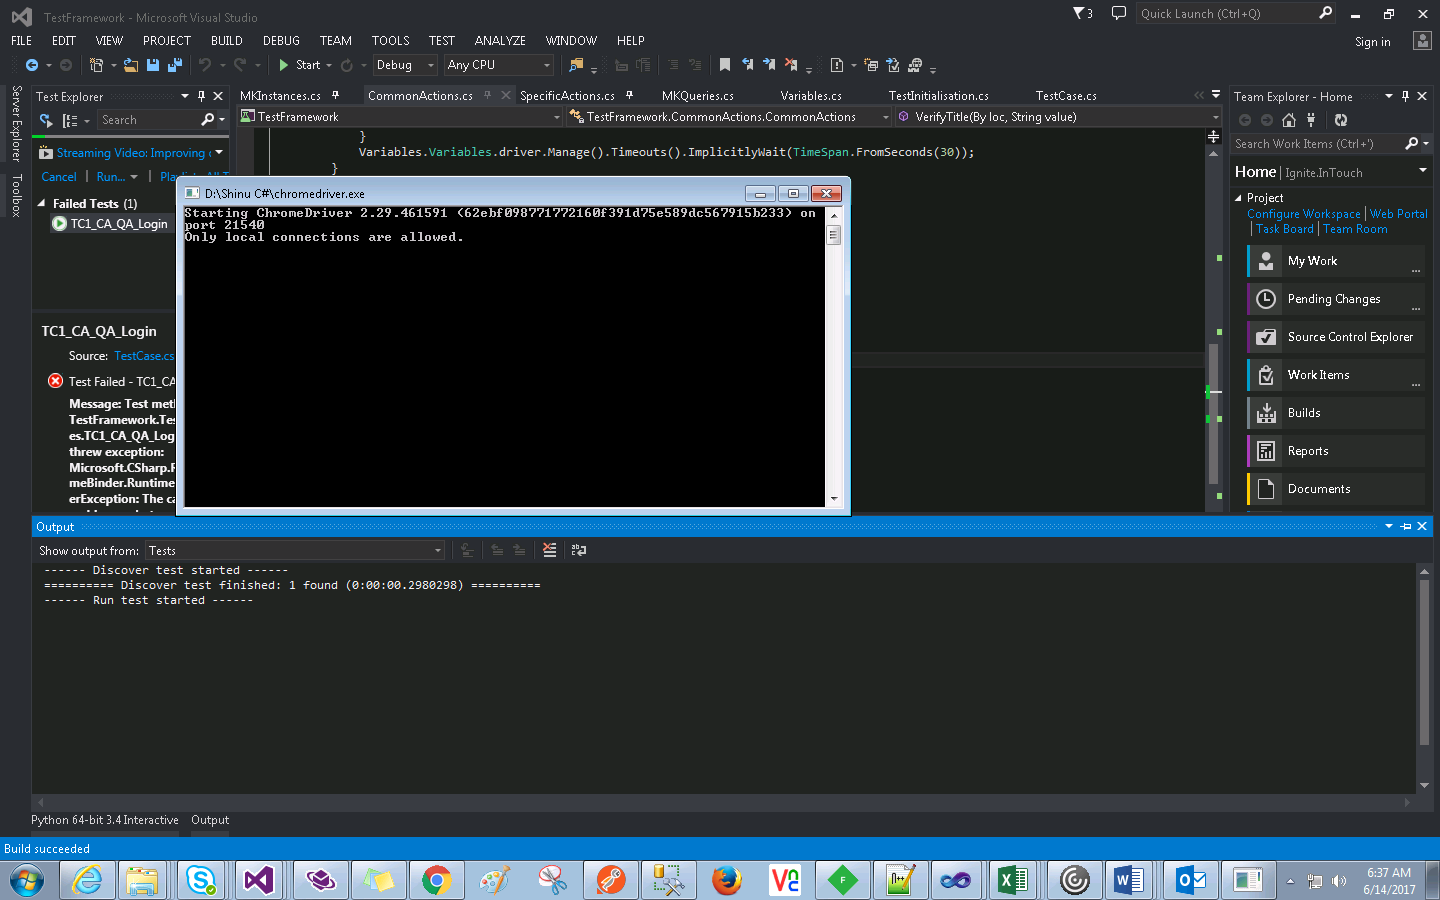 TestFramework - Microsoft Visual Studio
3
Quick Launch (Ctrl+Q)
FILE EDIT VIEW PROJECT BUILD DEBUG TEAM TOOLS TEST ANALYZE WINDOW HELP
Sign in
Start Debug Any CPU
Server Explorer
Toolbox
Test Explorer
Search
Streaming Video: Improving
Cancel | Run... |
Failed Tests (1)
TC1_CA_QA_Login
TC1_CA_QA_Login
Source: TestCase.cs
Test Failed - TC1_CA
Message: Test
TestFramework.Tes
es.TC1_CA_QA_Log
threw exception:
Microsoft.CSharp.R
meBinder.Runtime
erException: The ca
MKInstances.cs CommonActions.cs SpecificActions.cs MKQueries.cs Variables.cs TestInitialisation.cs TestCase.cs
TestFramework TestFramework.CommonActions.CommonActions VerifyTitle(By loc, String value)
}
Variables.Variables.driver.Manage().Timeouts().ImplicitlyWait(TimeSpan.FromSeconds(30));
}
D:\Shinu C#\chromedriver.exe
Starting ChromeDriver 2.29.461591 (62ebf098771772160f391d75e589dc567915b233) on
port 21540
Only local connections are allowed.
Team Explorer - Home
Search Work Items (Ctrl+')
Home | Ignite.InTouch
Project
Configure Workspace | Web Portal
| Task Board | Team Room
My Work
...
Pending Changes
...
Source Control Explorer
Work Items
...
Builds
Reports
Documents
Output
Show output from: Tests
------ Discover test started ------
========== Discover test finished: 1 found (0:00:00.2980298) ==========
------ Run test started ------
Python 64-bit 3.4 Interactive Output
Build succeeded
6:37 AM
6/14/2017